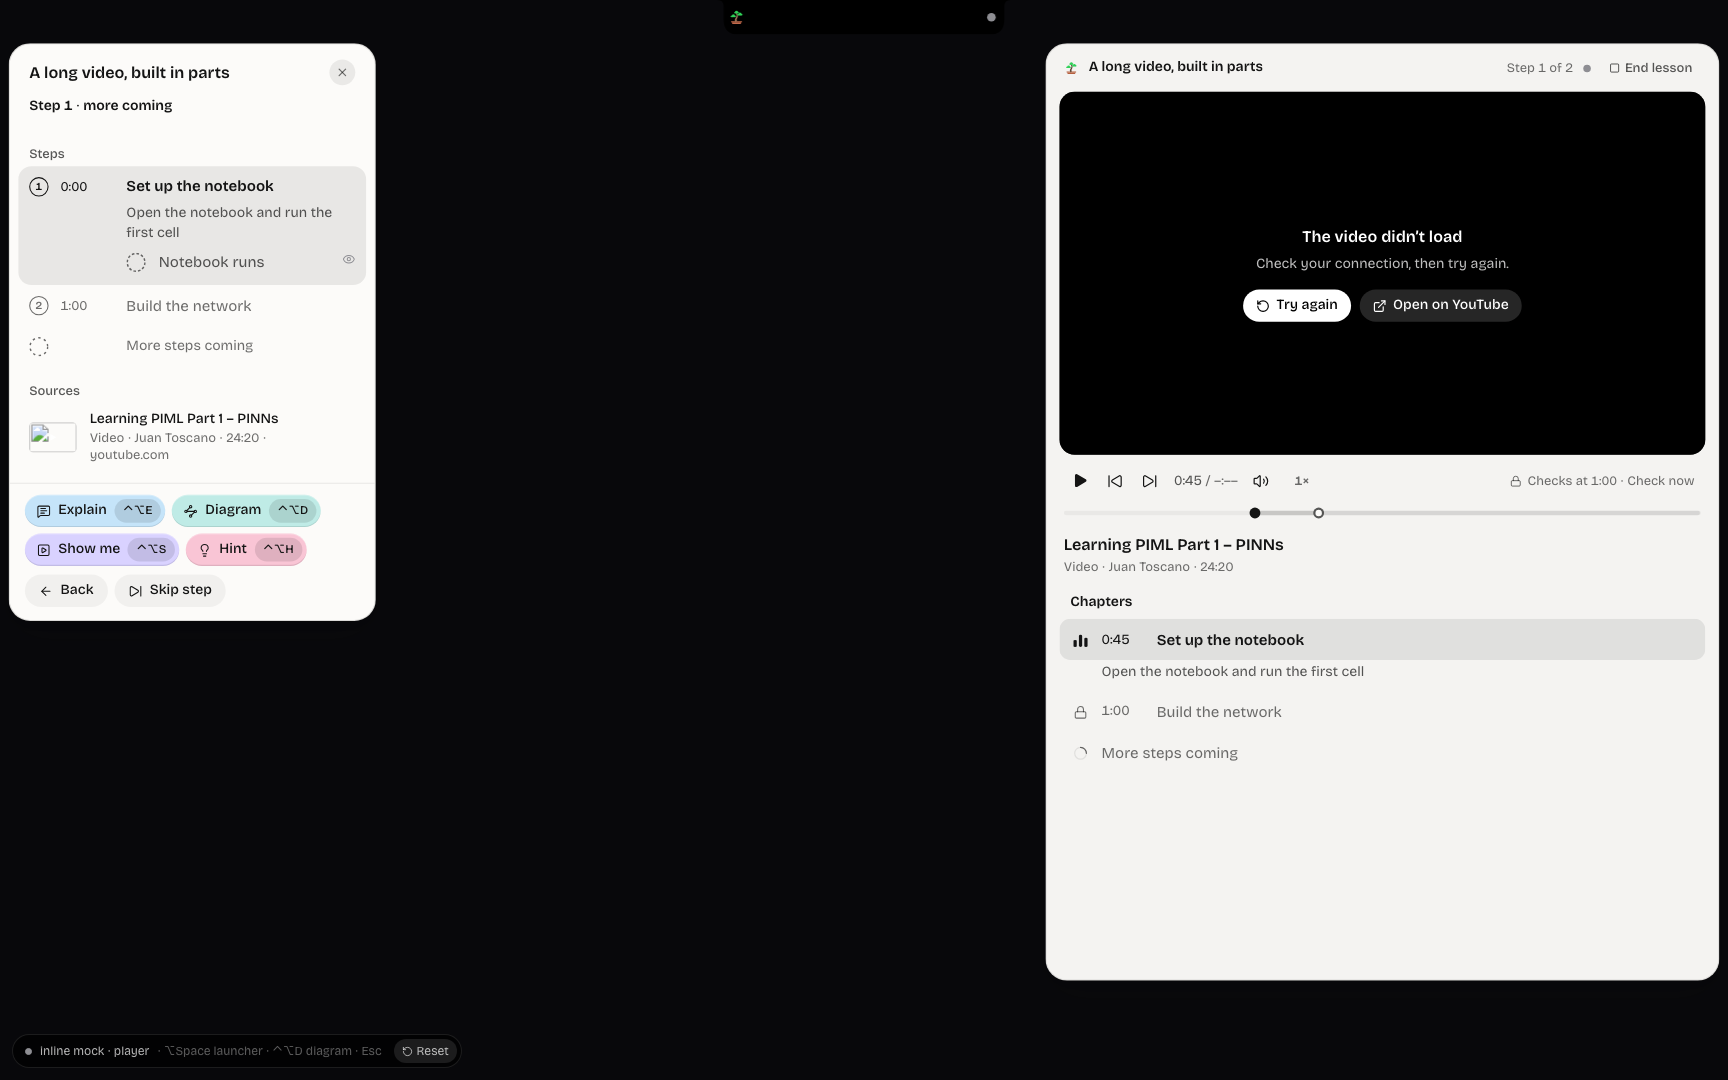 A long video, built in parts
Step 1 · more coming
Steps
1 0:00 Set up the notebook
Open the notebook and run the
first cell
Notebook runs
2 1:00 Build the network
More steps coming
Sources
Learning PIML Part 1 – PINNs
Video · Juan Toscano · 24:20 ·
youtube.com
Explain ^⌥E Diagram ^⌥D
Show me ^⌥S Hint ^⌥H
Back Skip step
A long video, built in parts Step 1 of 2 End lesson
The video didn’t load
Check your connection, then try again.
Try again Open on YouTube
0:45 / –:–– 1× Checks at 1:00 · Check now
Learning PIML Part 1 – PINNs
Video · Juan Toscano · 24:20
Chapters
0:45 Set up the notebook
Open the notebook and run the first cell
1:00 Build the network
More steps coming
inline mock · player · ⌥Space launcher · ^⌥D diagram · Esc Reset